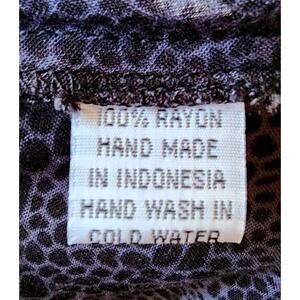 100% RAYON
HAND MADE
IN INDONESIA
HAND WASH IN
COLD WATER